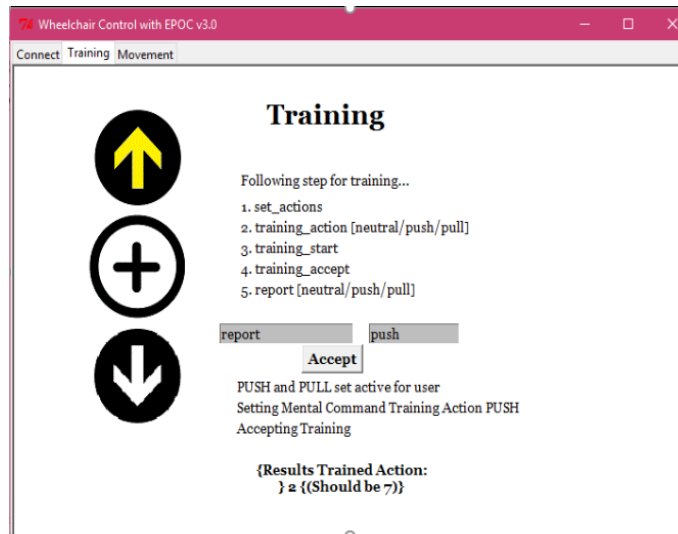 Wheelchair Control with EPOC v3.0
Connect Training Movement
Training
Following step for training...
1. set_actions
2. training_action [neutral/push/pull]
3. training_start
4. training_accept
5. report [neutral/push/pull]
report push
Accept
PUSH and PULL set active for user
Setting Mental Command Training Action PUSH
Accepting Training
{Results Trained Action:
} 2 {(Should be 7)}